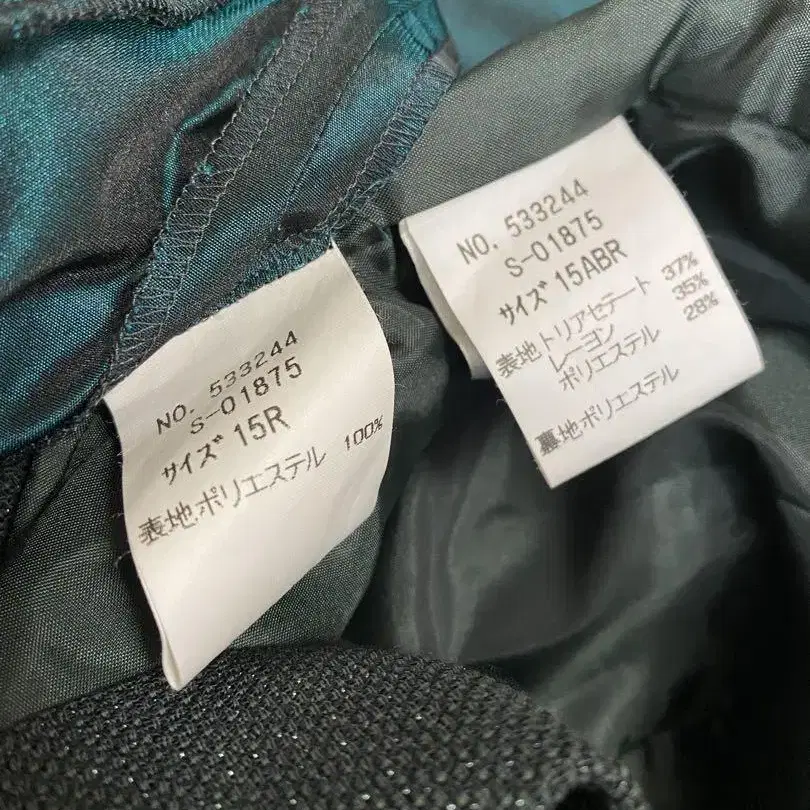 NO. 533244
S-01875
サイズ 15R
表地ポリエステル 100%
NO. 533244
S-01875
サイズ 15ABR
表地トリアセテート 37%
レーヨン 35%
ポリエステル 28%
裏地ポリエステル